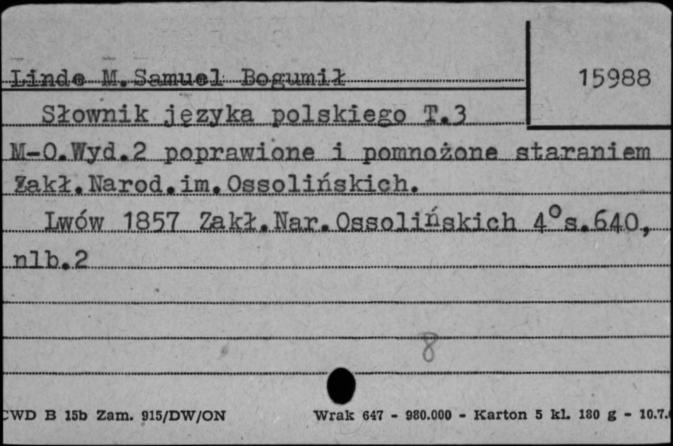 Linde M.Samuel Bogumił
15988
Słownik języka polskiego T.3
M-O.Wyd.2 poprawione i pomnożone staraniem
Zakł.Narod.im.Ossolińskich.
Lwów 1857 Zakł.Nar.Ossolińskich 4°s.640,
nlb.2
8
CWD B 15b Zam. 915/DW/ON
Wrak 647 - 980.000 - Karton 5 kl. 180 g - 10.7.